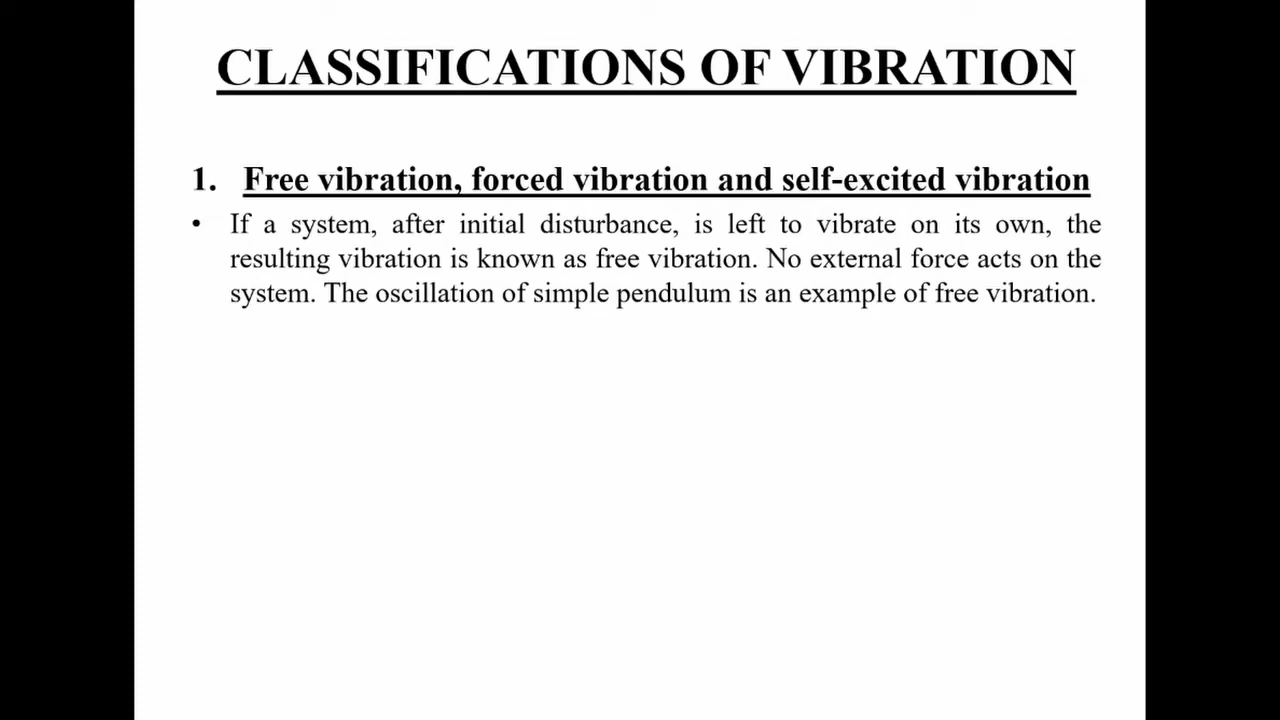 CLASSIFICATIONS OF VIBRATION
1. Free vibration, forced vibration and self-excited vibration
• If a system, after initial disturbance, is left to vibrate on its own, the
resulting vibration is known as free vibration. No external force acts on the
system. The oscillation of simple pendulum is an example of free vibration.